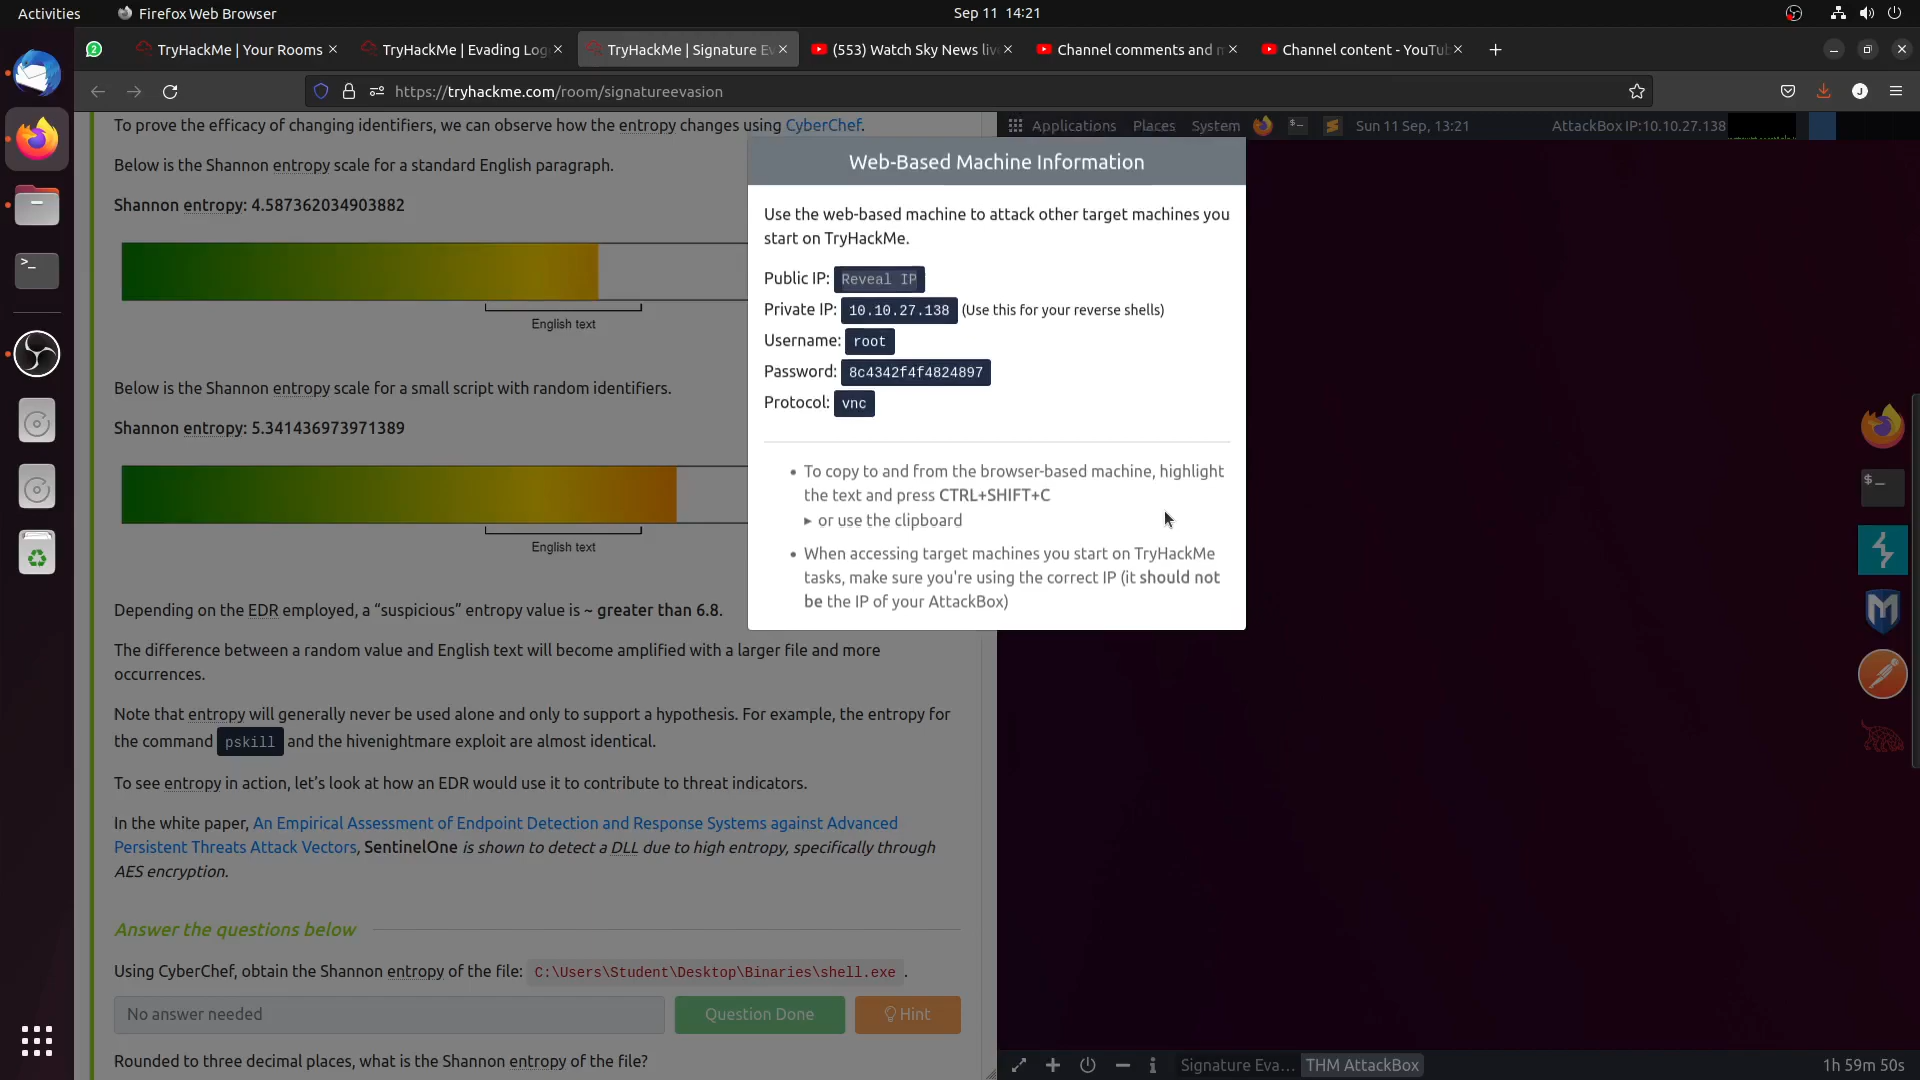 Activities
Firefox Web Browser
Sep 11 14:21
2
TryHackMe | Your Rooms
TryHackMe | Evading Log
TryHackMe | Signature Ev
(553) Watch Sky News liv
Channel comments and m
Channel content - YouTub
https://tryhackme.com/room/signatureevasion
J
To prove the efficacy of changing identifiers, we can observe how the entropy changes using CyberChef.
Below is the Shannon entropy scale for a standard English paragraph.
Shannon entropy: 4.587362034903882
English text
Below is the Shannon entropy scale for a small script with random identifiers.
Shannon entropy: 5.341436973971389
English text
Depending on the EDR employed, a “suspicious” entropy value is ~ greater than 6.8.
The difference between a random value and English text will become amplified with a larger file and more
occurrences.
Note that entropy will generally never be used alone and only to support a hypothesis. For example, the entropy for
the command pskill and the hivenightmare exploit are almost identical.
To see entropy in action, let’s look at how an EDR would use it to contribute to threat indicators.
In the white paper, An Empirical Assessment of Endpoint Detection and Response Systems against Advanced
Persistent Threats Attack Vectors, SentinelOne is shown to detect a DLL due to high entropy, specifically through
AES encryption.
Answer the questions below
Using CyberChef, obtain the Shannon entropy of the file: C:\Users\Student\Desktop\Binaries\shell.exe.
No answer needed
Question Done
Hint
Rounded to three decimal places, what is the Shannon entropy of the file?
Web-Based Machine Information
Use the web-based machine to attack other target machines you
start on TryHackMe.
Public IP: Reveal IP
Private IP: 10.10.27.138 (Use this for your reverse shells)
Username: root
Password: 8c4342f4f4824897
Protocol: vnc
• To copy to and from the browser-based machine, highlight
the text and press CTRL+SHIFT+C
▸ or use the clipboard
• When accessing target machines you start on TryHackMe
tasks, make sure you're using the correct IP (it should not
be the IP of your AttackBox)
Applications Places System
Sun 11 Sep, 13:21
AttackBox IP:10.10.27.138
Signature Eva...
THM AttackBox
1h 59m 50s